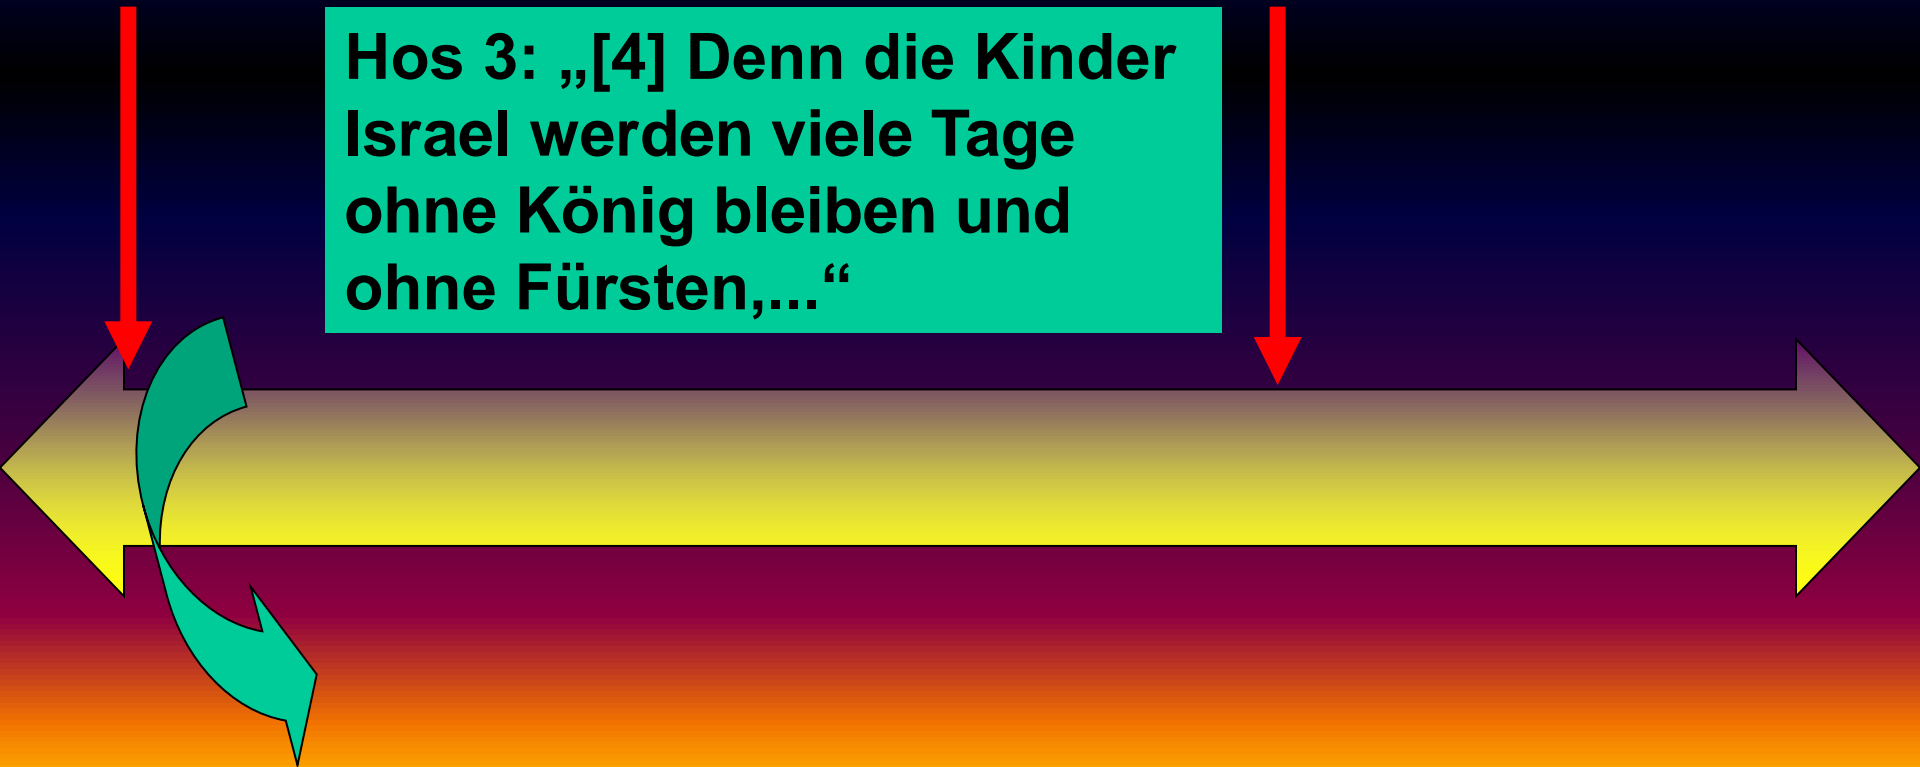 Hos 3: „[4] Denn die Kinder
Israel werden viele Tage
ohne König bleiben und
ohne Fürsten,...“